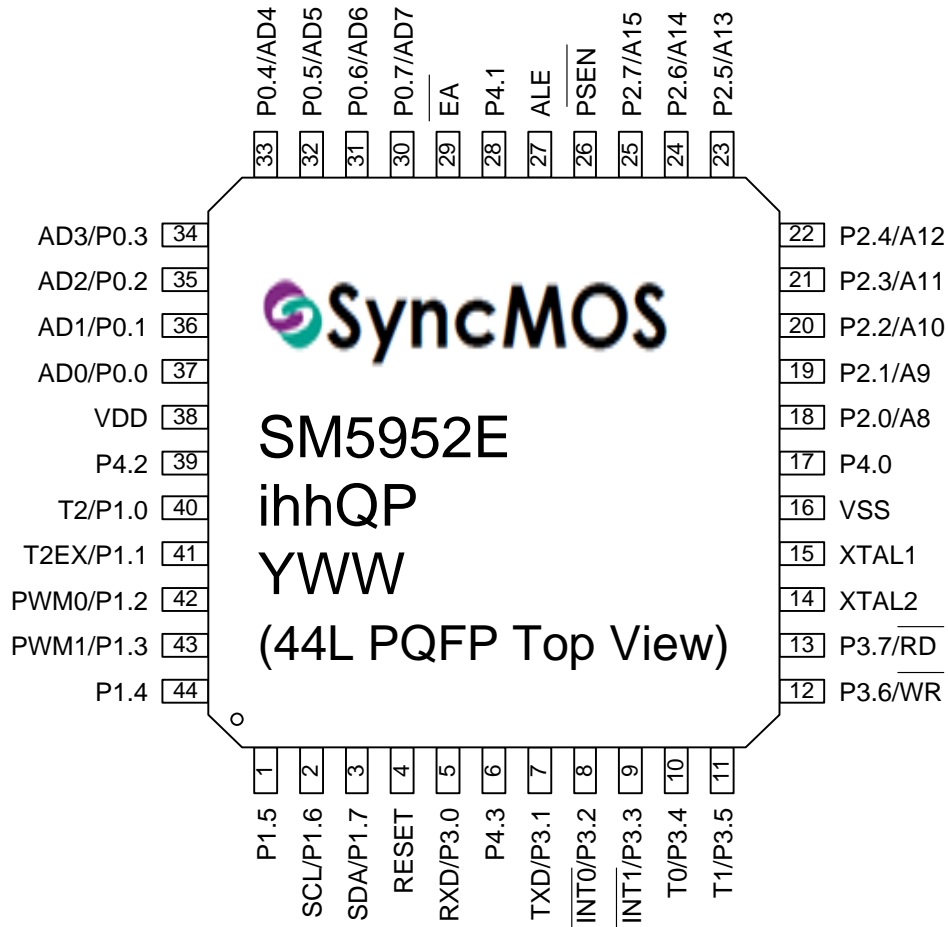 P0.4/AD4
P0.5/AD5
P0.6/AD6
P0.7/AD7
EA
P4.1
ALE
PSEN
P2.7/A15
P2.6/A14
P2.5/A13
33
32
31
30
29
28
27
26
25
24
23
AD3/P0.3 34
AD2/P0.2 35
AD1/P0.1 36
AD0/P0.0 37
VDD 38
P4.2 39
T2/P1.0 40
T2EX/P1.1 41
PWM0/P1.2 42
PWM1/P1.3 43
P1.4 44
SyncMOS
SM5952E
ihhQP
YWW
(44L PQFP Top View)
22 P2.4/A12
21 P2.3/A11
20 P2.2/A10
19 P2.1/A9
18 P2.0/A8
17 P4.0
16 VSS
15 XTAL1
14 XTAL2
13 P3.7/RD
12 P3.6/WR
1
2
3
4
5
6
7
8
9
10
11
P1.5
SCL/P1.6
SDA/P1.7
RESET
RXD/P3.0
P4.3
TXD/P3.1
INT0/P3.2
INT1/P3.3
T0/P3.4
T1/P3.5